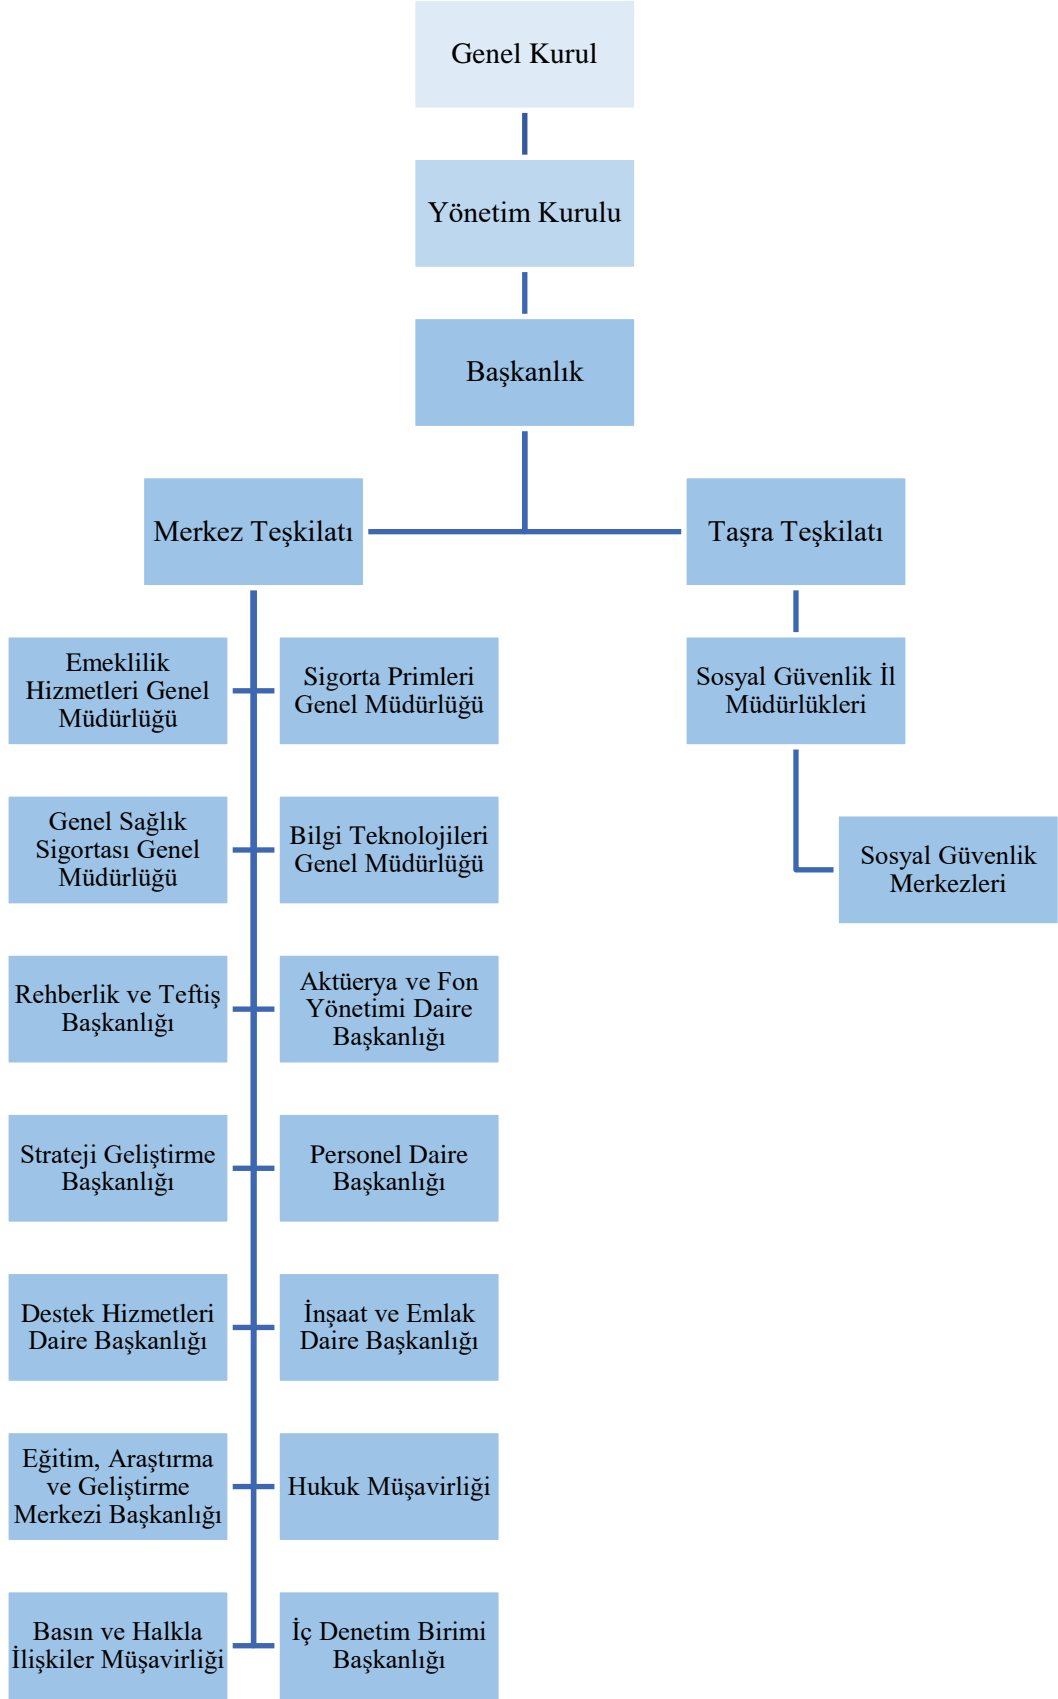 Genel Kurul
Yönetim Kurulu
Başkanlık
Merkez Teşkilatı
Taşra Teşkilatı
Emeklilik
Hizmetleri Genel
Müdürlüğü
Sigorta Primleri
Genel Müdürlüğü
Sosyal Güvenlik İl
Müdürlükleri
Genel Sağlık
Sigortası Genel
Müdürlüğü
Bilgi Teknolojileri
Genel Müdürlüğü
Sosyal Güvenlik
Merkezleri
Rehberlik ve Teftiş
Başkanlığı
Aktüerya ve Fon
Yönetimi Daire
Başkanlığı
Strateji Geliştirme
Başkanlığı
Personel Daire
Başkanlığı
Destek Hizmetleri
Daire Başkanlığı
İnşaat ve Emlak
Daire Başkanlığı
Eğitim, Araştırma
ve Geliştirme
Merkezi Başkanlığı
Hukuk Müşavirliği
Basın ve Halkla
İlişkiler Müşavirliği
İç Denetim Birimi
Başkanlığı